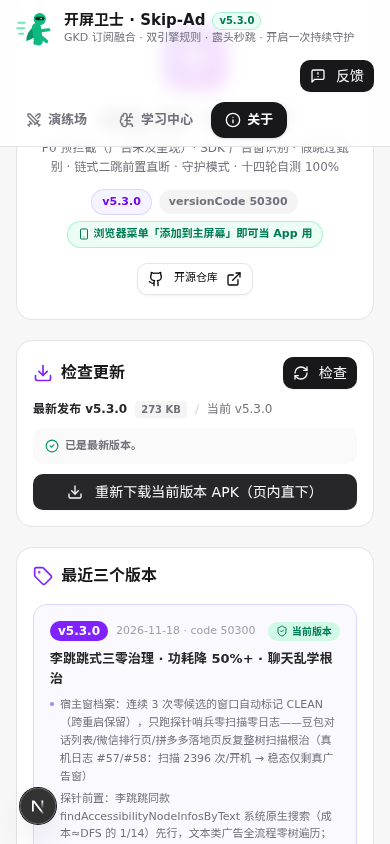 开屏卫士 · Skip-Ad v5.3.0
GKD 订阅融合 · 双引擎规则 · 露头秒跳 · 开启一次持续守护
反馈
演练场 学习中心 关于
别 · 链式二跳前置直断 · 守护模式 · 十四轮自测 100%
v5.3.0 versionCode 50300
浏览器菜单「添加到主屏幕」即可当 App 用
开源仓库
检查更新 检查
最新发布 v5.3.0 273 KB / 当前 v5.3.0
已是最新版本。
重新下载当前版本 APK（页内直下）
最近三个版本
v5.3.0 2026-11-18 · code 50300 当前版本
李跳跳式三零治理 · 功耗降 50%+ · 聊天乱学根
治
宿主窗档案：连续 3 次零候选的窗口自动标记 CLEAN
（跨重启保留），只跑探针哨兵零扫描零日志——豆包对
话列表/微信排行页/拼多多落地页反复整树扫描根治（真
机日志 #57/#58：扫描 2396 次/开机 → 稳态仅剩真广
告窗）
探针前置：李跳跳同款
findAccessibilityNodeInfosByText 系统原生搜索（成
本≈DFS 的 1/14）先行，文本类广告全流程零树遍历；
N